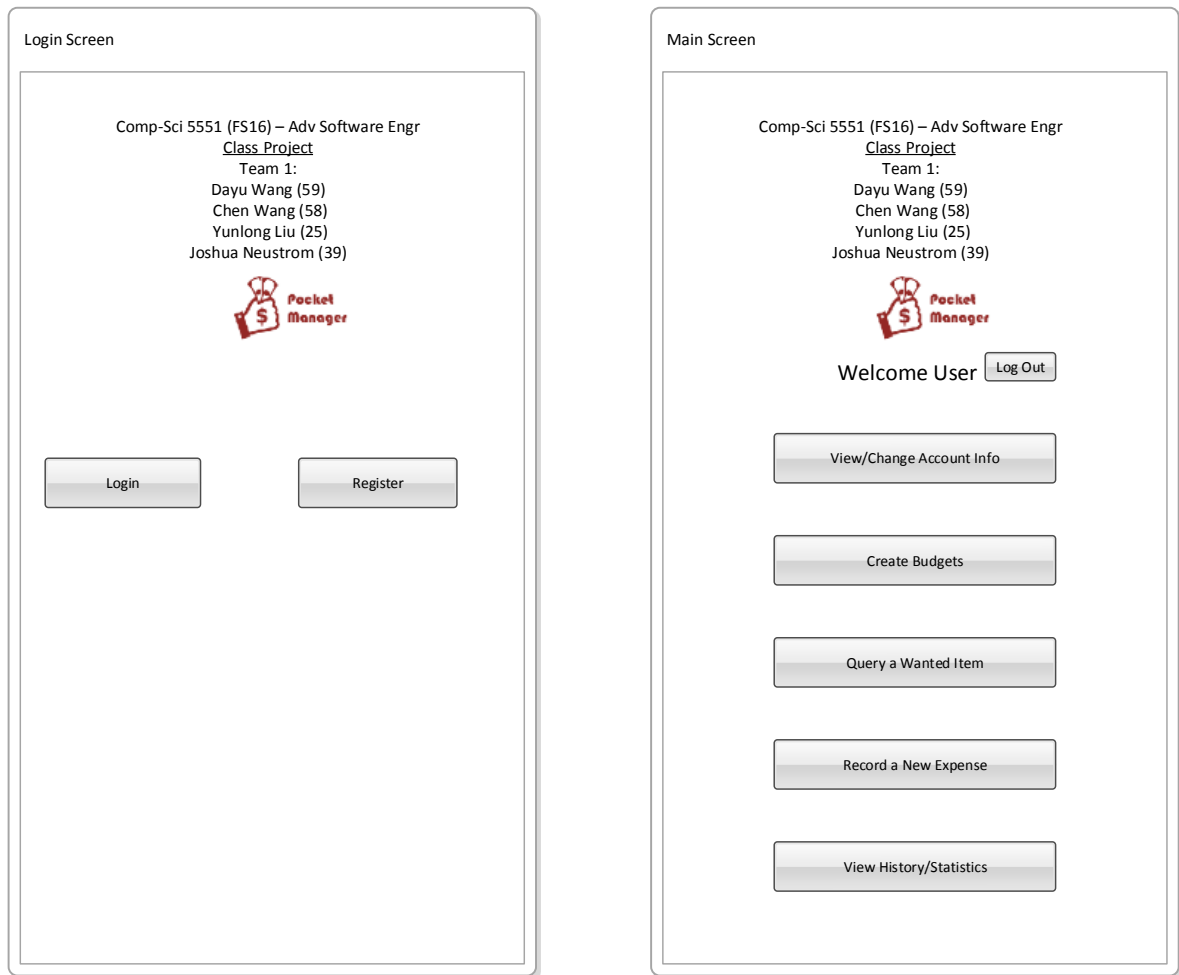 Login Screen
Comp-Sci 5551 (FS16) – Adv Software Engr
Class Project
Team 1:
Dayu Wang (59)
Chen Wang (58)
Yunlong Liu (25)
Joshua Neustrom (39)
$
Pocket
Manager
Login
Register
Main Screen
Comp-Sci 5551 (FS16) – Adv Software Engr
Class Project
Team 1:
Dayu Wang (59)
Chen Wang (58)
Yunlong Liu (25)
Joshua Neustrom (39)
$
Pocket
Manager
Welcome User
Log Out
View/Change Account Info
Create Budgets
Query a Wanted Item
Record a New Expense
View History/Statistics